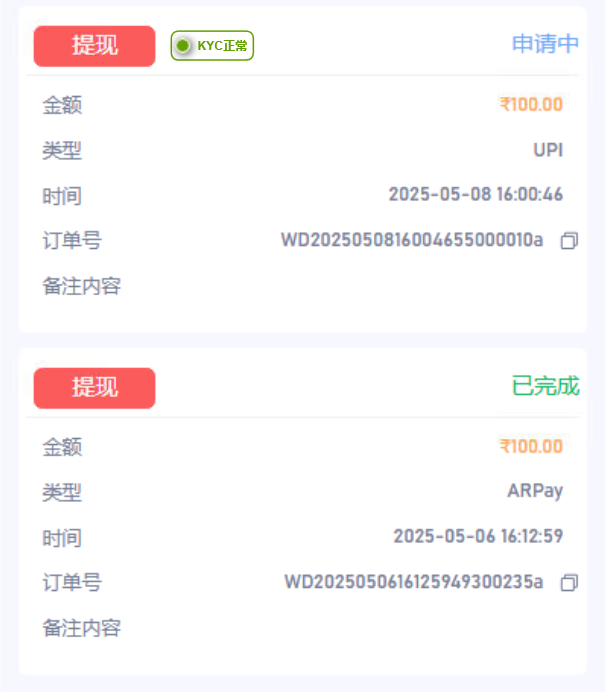 提现 KYC正常 申请中
金额 ₹100.00
类型 UPI
时间 2025-05-08 16:00:46
订单号 WD2025050816004655000010a
备注内容
提现 已完成
金额 ₹100.00
类型 ARPay
时间 2025-05-06 16:12:59
订单号 WD2025050616125949300235a
备注内容